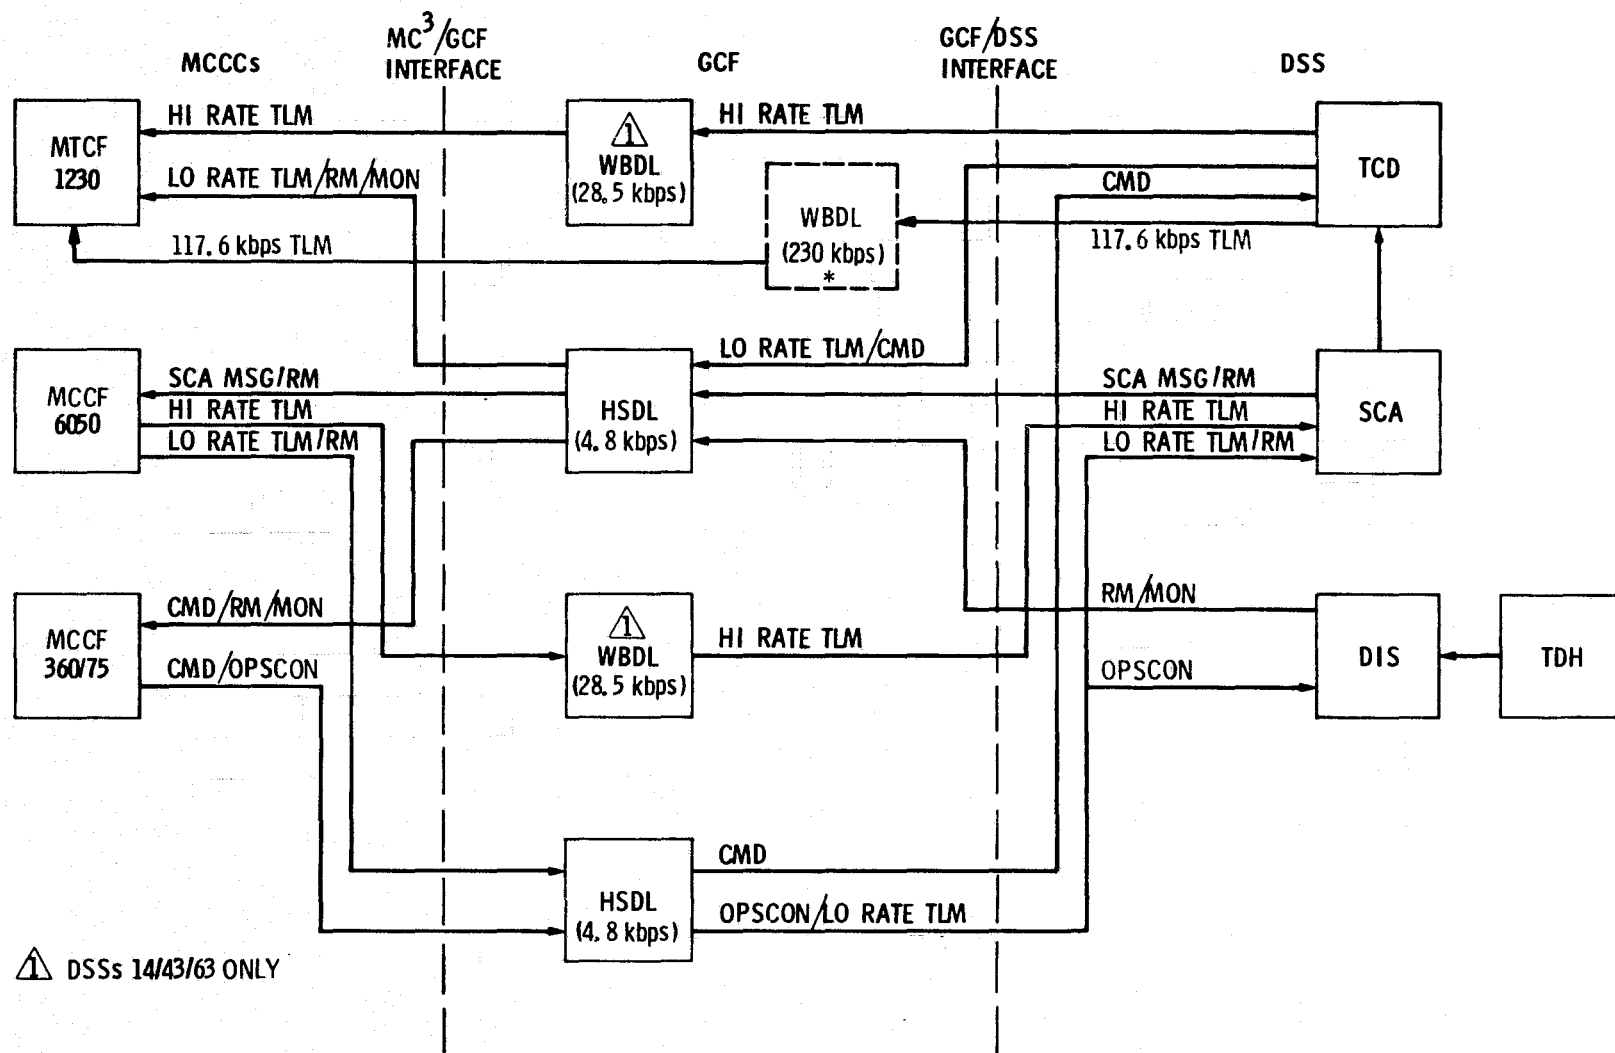 MCCCs
MC³/GCF
INTERFACE
GCF
GCF/DSS
INTERFACE
DSS
MTCF
1230
HI RATE TLM
LO RATE TLM/RM/MON
117.6 kbps TLM
1
WBDL
(28.5 kbps)
HI RATE TLM
WBDL
(230 kbps)
*
CMD
117.6 kbps TLM
TCD
MCCF
6050
SCA MSG/RM
HI RATE TLM
LO RATE TLM/RM
HSDL
(4.8 kbps)
LO RATE TLM/CMD
SCA MSG/RM
HI RATE TLM
LO RATE TLM/RM
SCA
MCCF
360/75
CMD/RM/MON
CMD/OPSCON
1
WBDL
(28.5 kbps)
HI RATE TLM
RM/MON
OPSCON
DIS
TDH
HSDL
(4.8 kbps)
CMD
OPSCON/LO RATE TLM
1 DSSs 14/43/63 ONLY